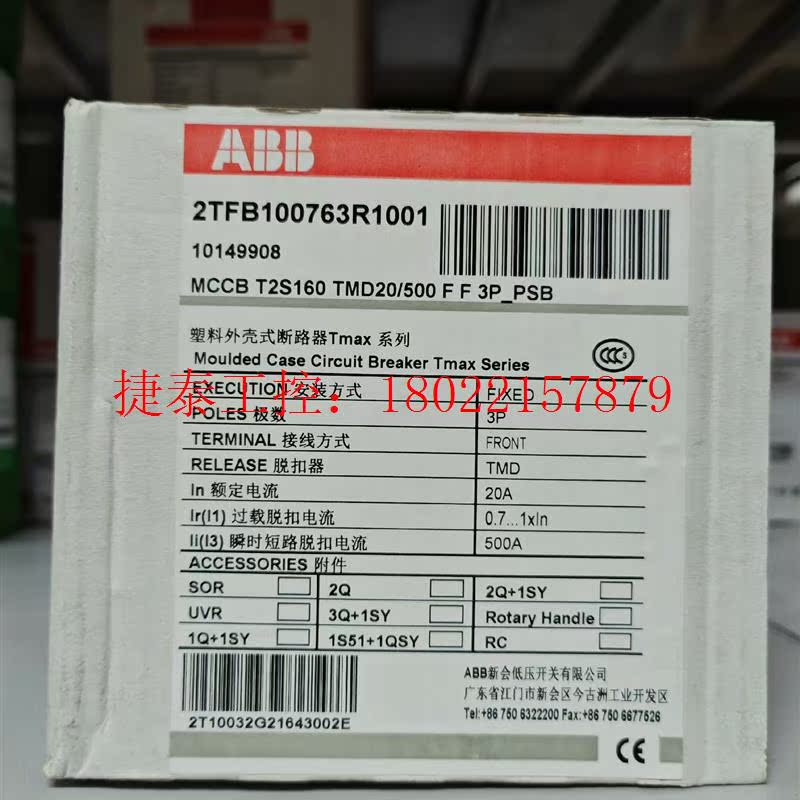 ABB
2TFB100763R1001
10149908
MCCB T2S160 TMD20/500 F F 3P_PSB
塑料外壳式断路器Tmax 系列
Moulded Case Circuit Breaker Tmax Series
CCC S
EXECUTION 安装方式 FIXED
捷泰工控：18022157879
POLES 极数 3P
TERMINAL 接线方式 FRONT
RELEASE 脱扣器 TMD
In 额定电流 20A
Ir(I1) 过载脱扣电流 0.7...1xIn
Ii(I3) 瞬时短路脱扣电流 500A
ACCESSORIES 附件
SOR 2Q 2Q+1SY
UVR 3Q+1SY Rotary Handle
1Q+1SY 1S51+1QSY RC
ABB新会低压开关有限公司
广东省江门市新会区今古洲工业开发区
Tel:+86 750 6322200 Fax:+86 750 6677526
2T10032G21643002E
CE